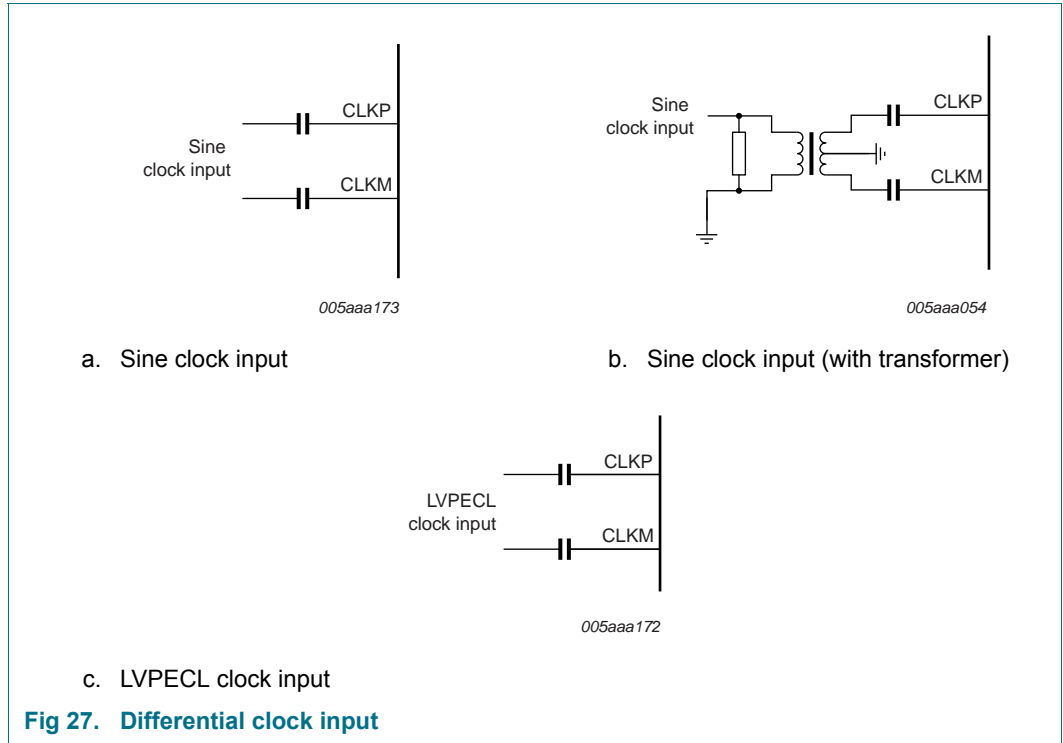 CLKP
Sine
clock input
CLKM
005aaa173
a. Sine clock input
Sine
clock input
CLKP
CLKM
005aaa054
b. Sine clock input (with transformer)
CLKP
LVPECL
clock input
CLKM
005aaa172
c. LVPECL clock input
Fig 27. Differential clock input